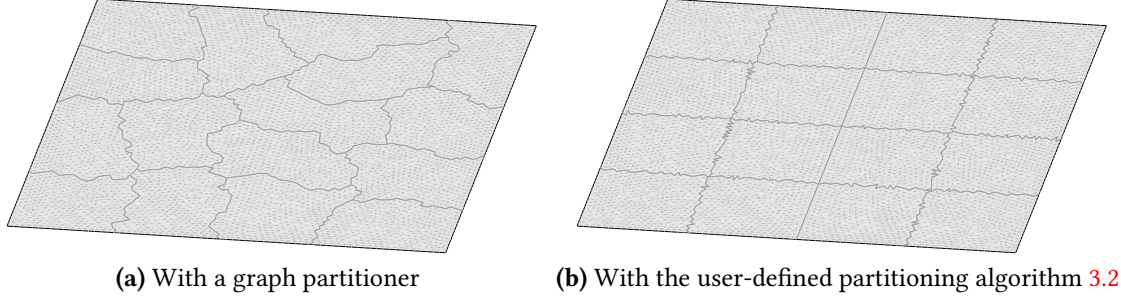 (a) With a graph partitioner
(b) With the user-defined partitioning algorithm 3.2